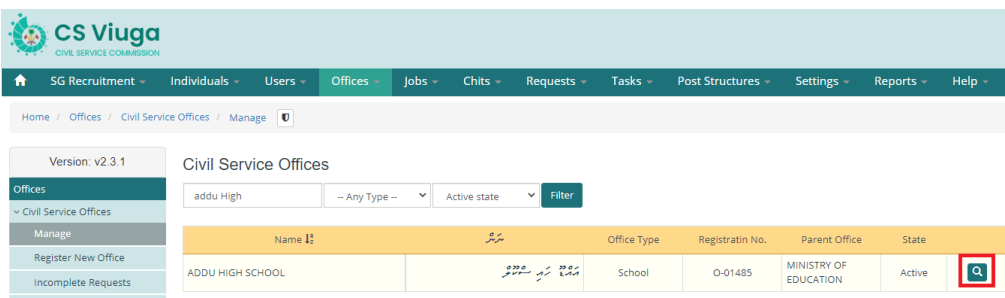 CS Viuga
CIVIL SERVICE COMMISSION
SG Recruitment Individuals Users Offices Jobs Chits Requests Tasks Post Structures Settings Reports Help
Home / Offices / Civil Service Offices / Manage
Version: v2.3.1
Civil Service Offices
Offices
addu High -- Any Type -- Active state Filter
Civil Service Offices
Manage
Name ނަން Office Type Registratin No. Parent Office State
Register New Office
ADDU HIGH SCHOOL އައްޑޫ ހައި ސްކޫލް School O-01485 MINISTRY OF EDUCATION Active
Incomplete Requests